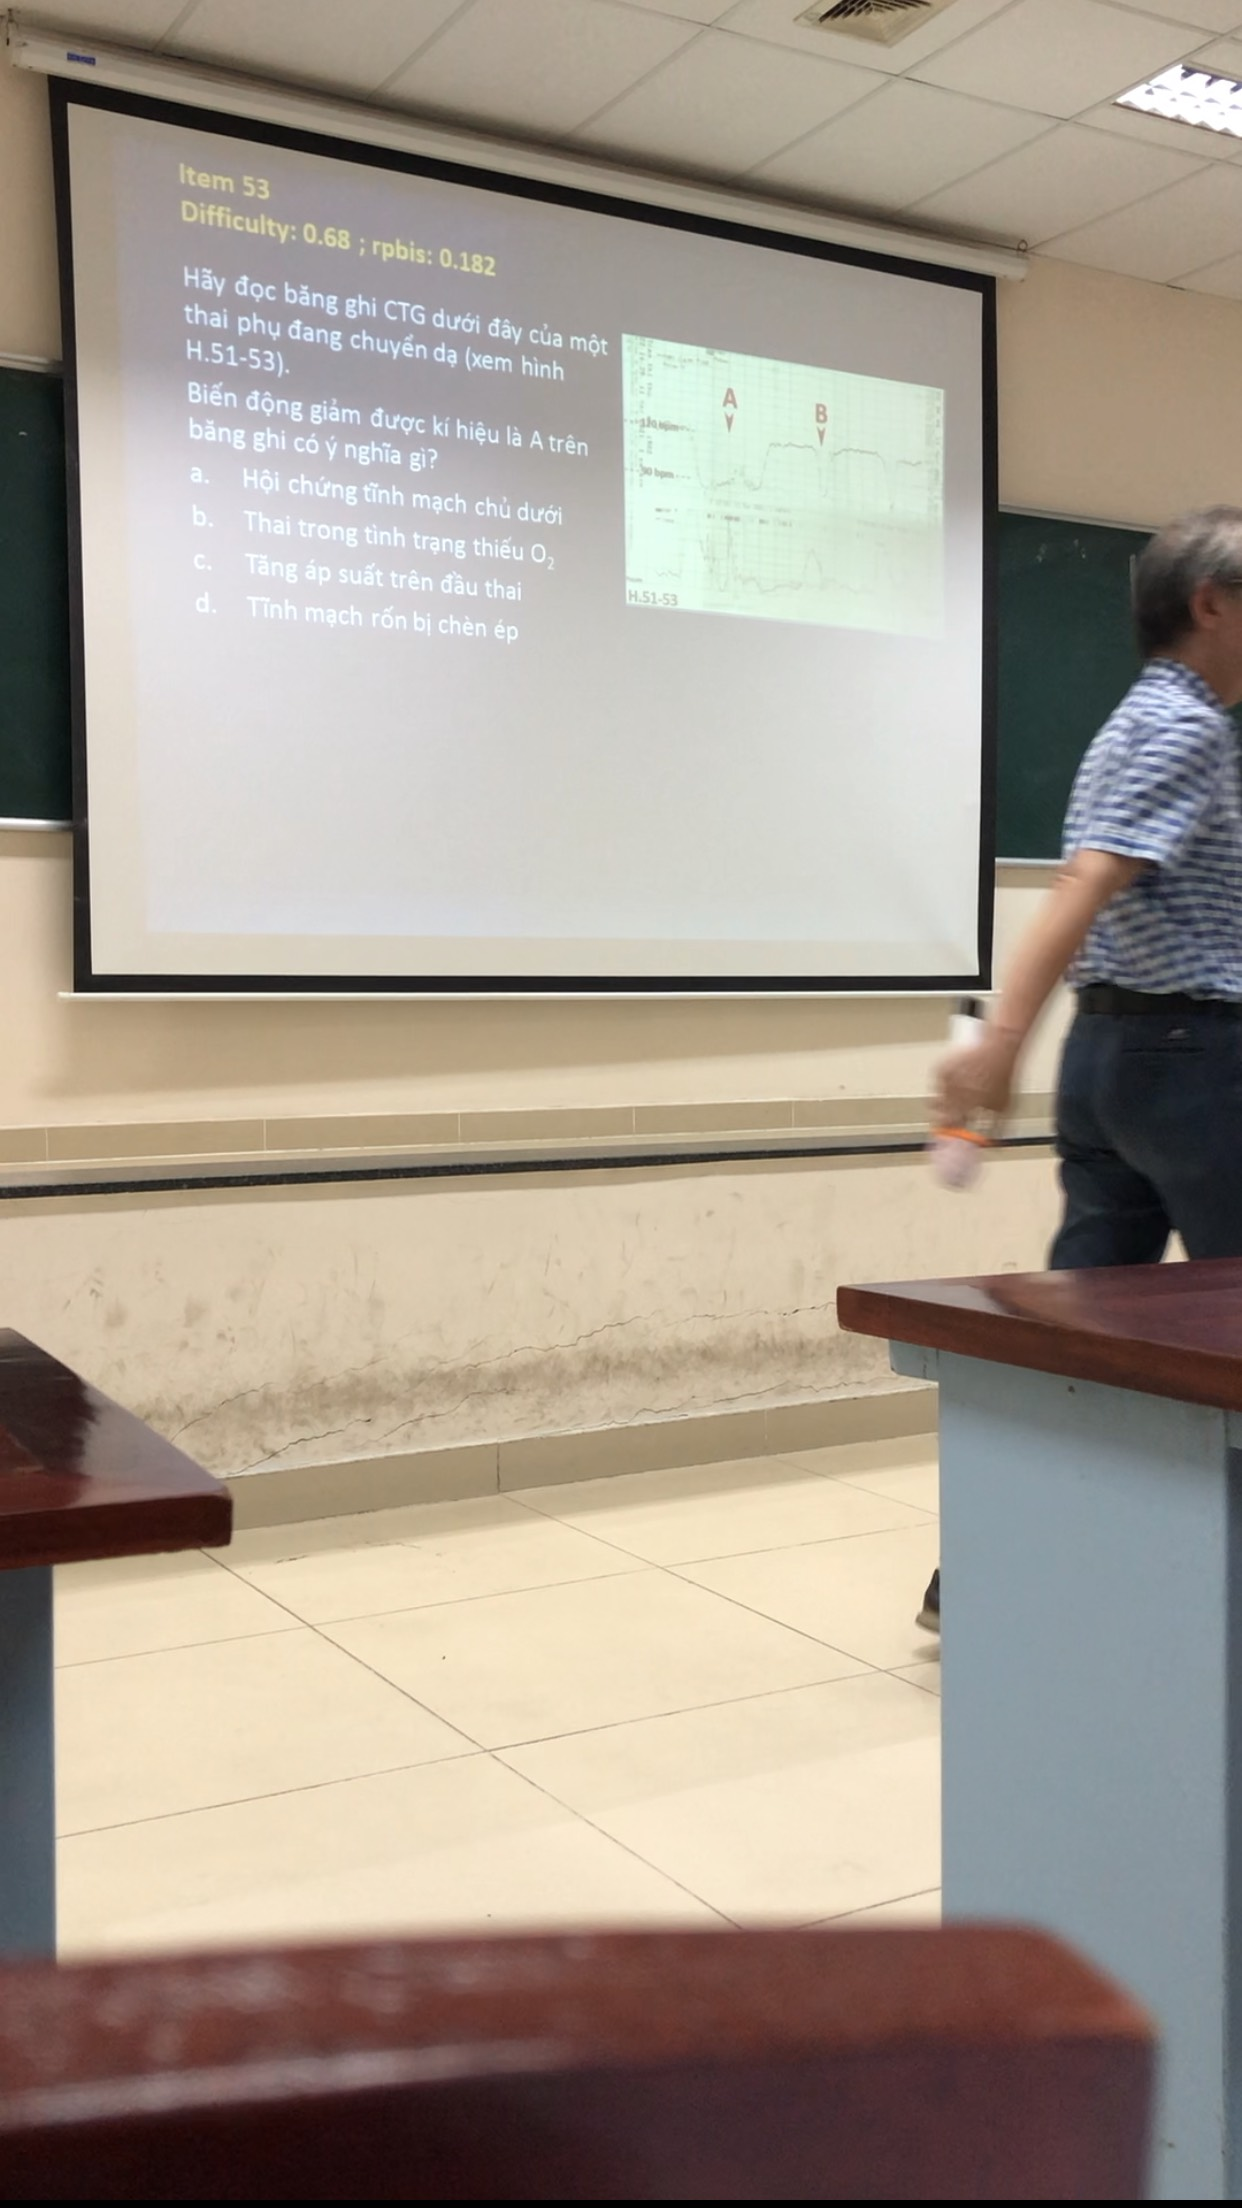 Item 53
Difficulty: 0.68 ; rpbis: 0.182
Hãy đọc băng ghi CTG dưới đây của một
thai phụ đang chuyển dạ (xem hình
H.51-53).
Biến động giảm được kí hiệu là A trên
băng ghi có ý nghĩa gì?
a. Hội chứng tĩnh mạch chủ dưới
b. Thai trong tình trạng thiếu O₂
c. Tăng áp suất trên đầu thai
d. Tĩnh mạch rốn bị chèn ép
A
B
H.51-53